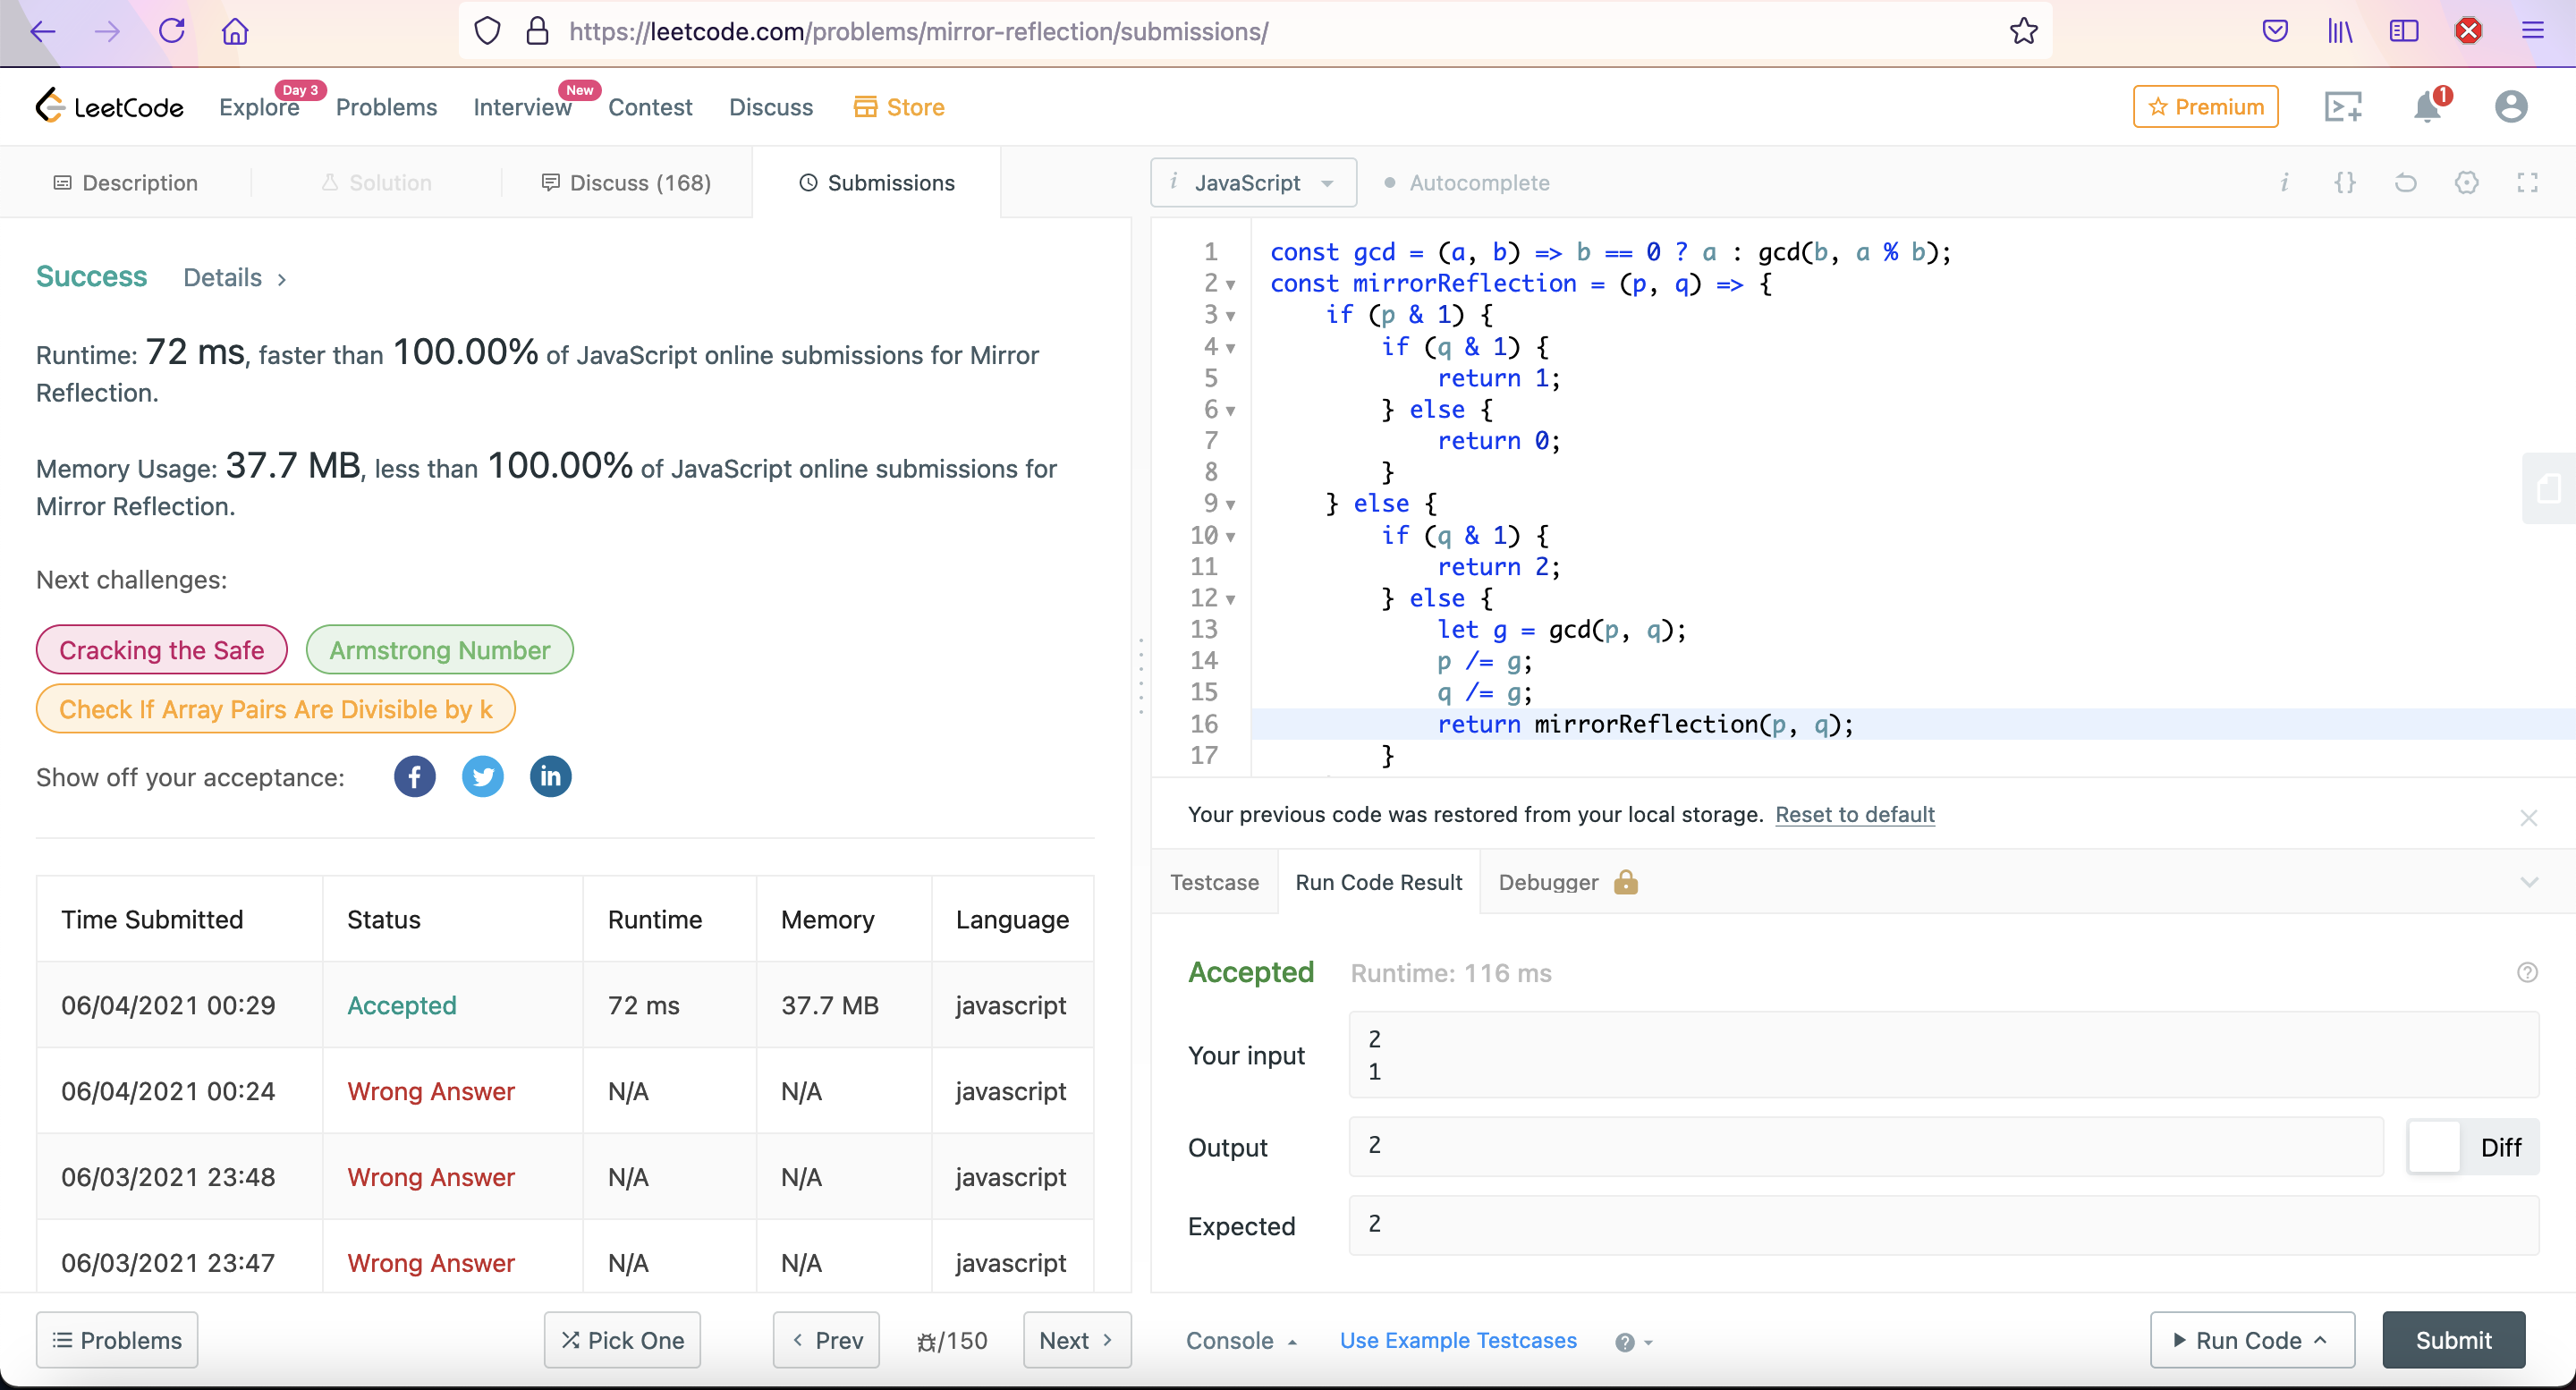 https://leetcode.com/problems/mirror-reflection/submissions/
LeetCode
Explore
Day 3
Problems
Interview
New
Contest
Discuss
Store
Premium
1
Description
Solution
Discuss (168)
Submissions
i JavaScript
Autocomplete
i {}
Success Details >
Runtime: 72 ms, faster than 100.00% of JavaScript online submissions for Mirror
Reflection.
Memory Usage: 37.7 MB, less than 100.00% of JavaScript online submissions for
Mirror Reflection.
Next challenges:
Cracking the Safe
Armstrong Number
Check If Array Pairs Are Divisible by k
Show off your acceptance:
f
in
Time Submitted Status Runtime Memory Language
06/04/2021 00:29 Accepted 72 ms 37.7 MB javascript
06/04/2021 00:24 Wrong Answer N/A N/A javascript
06/03/2021 23:48 Wrong Answer N/A N/A javascript
06/03/2021 23:47 Wrong Answer N/A N/A javascript
Problems
Pick One
< Prev
/150
Next >
1 const gcd = (a, b) => b == 0 ? a : gcd(b, a % b);
2 const mirrorReflection = (p, q) => {
3 if (p & 1) {
4 if (q & 1) {
5 return 1;
6 } else {
7 return 0;
8 }
9 } else {
10 if (q & 1) {
11 return 2;
12 } else {
13 let g = gcd(p, q);
14 p /= g;
15 q /= g;
16 return mirrorReflection(p, q);
17 }
Your previous code was restored from your local storage. Reset to default
Testcase
Run Code Result
Debugger
Accepted Runtime: 116 ms
?
Your input
2
1
Output
2
Diff
Expected
2
Console
Use Example Testcases
?
Run Code
Submit